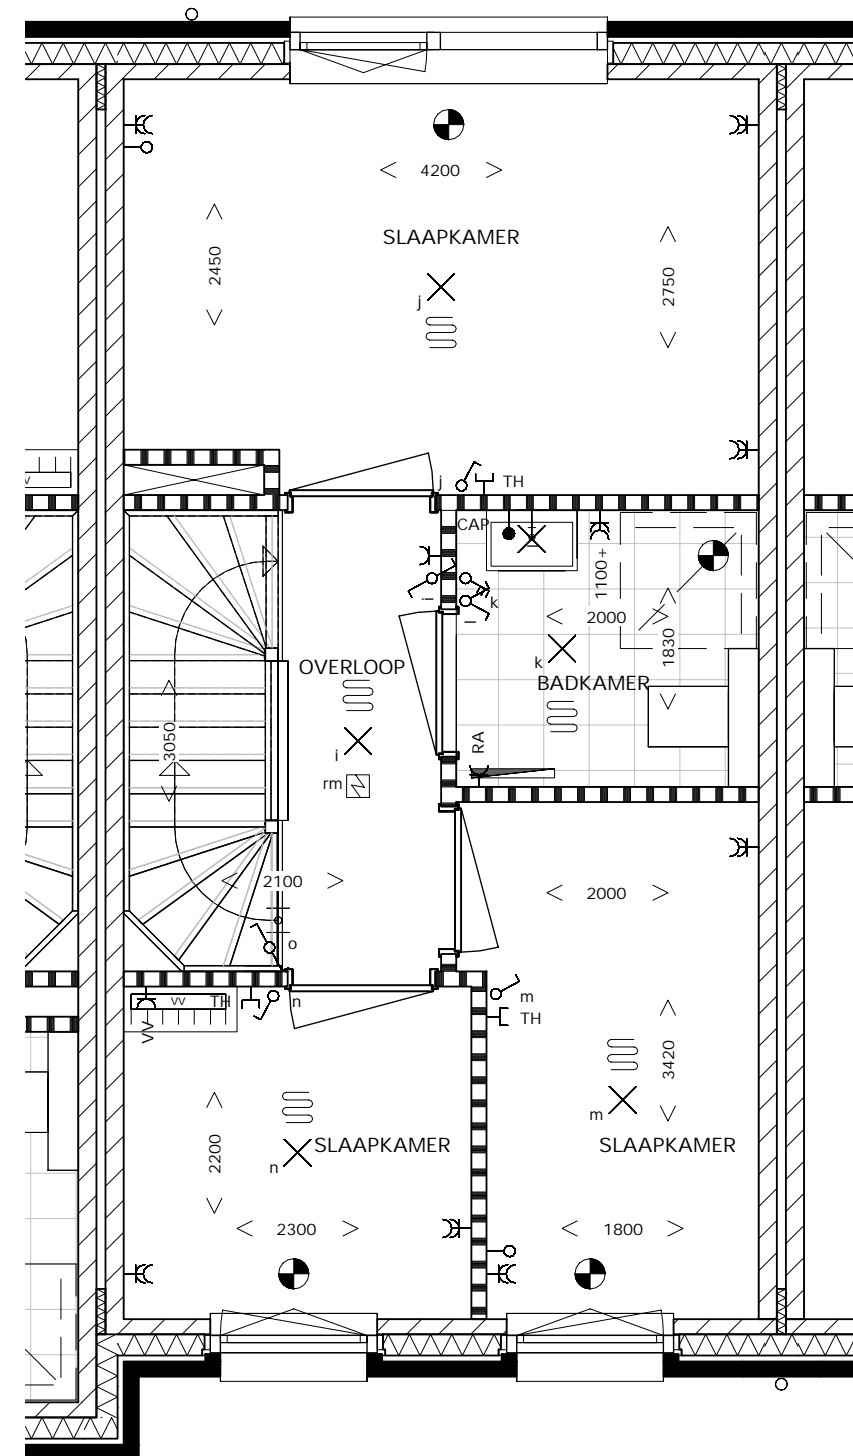 4200
SLAAPKAMER
2450
2750
j
j
TH
CAP
1100+
i
k
l
2000
1830
k
OVERLOOP
BADKAMER
3050
RA
i
rm
2100
2000
o
vv
TH
n
m
TH
VV
3420
m
2200
SLAAPKAMER
SLAAPKAMER
n
2300
1800